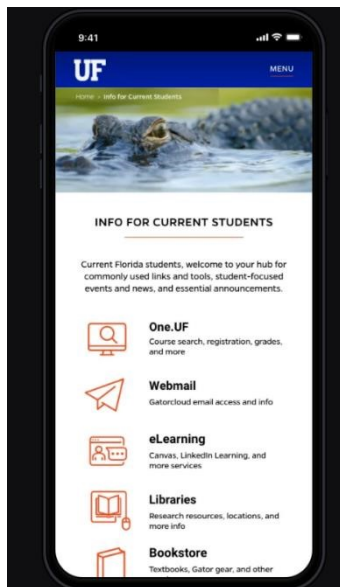 9:41
UF
MENU
Home > Info for Current Students
INFO FOR CURRENT STUDENTS
Current Florida students, welcome to your hub for
commonly used links and tools, student-focused
events and news, and essential announcements.
One.UF
Course search, registration, grades,
and more
Webmail
Gatorcloud email access and info
eLearning
Canvas, LinkedIn Learning, and
more services
Libraries
Research resources, locations, and
more info
Bookstore
Textbooks, Gator gear, and other